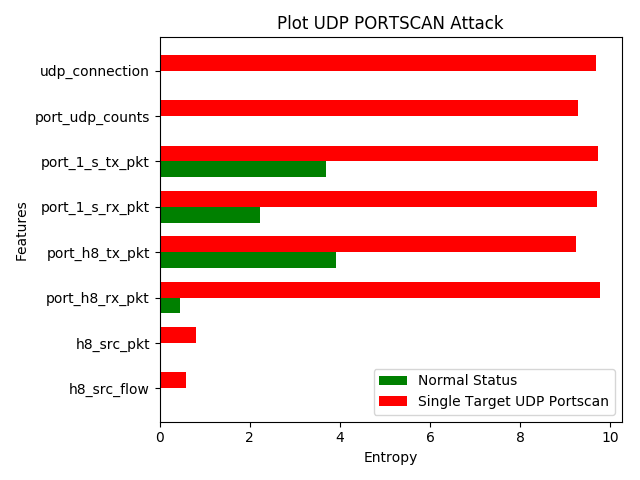 Plot UDP PORTSCAN Attack
udp_connection
port_udp_counts
port_1_s_tx_pkt
port_1_s_rx_pkt
port_h8_tx_pkt
port_h8_rx_pkt
h8_src_pkt
h8_src_flow
Features
Normal Status
Single Target UDP Portscan
0 2 4 6 8 10
Entropy